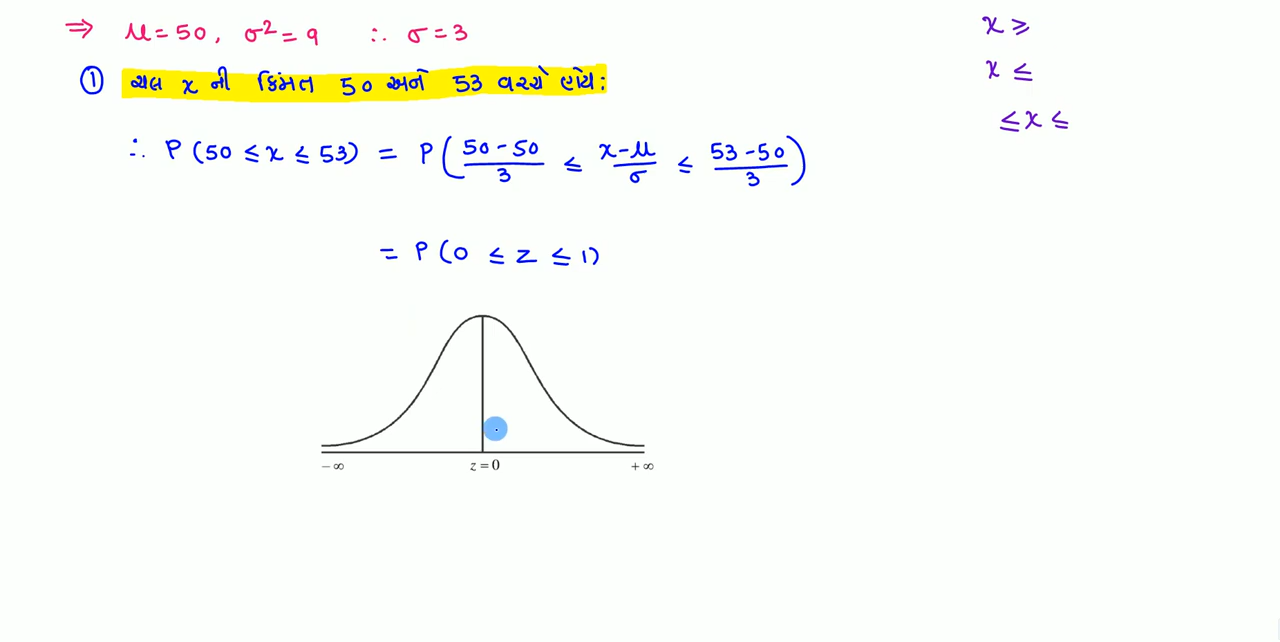 ⇒ μ = 50, σ² = 9 ∴ σ = 3
① ચલ x ની કિંમત 50 અને 53 વચ્ચે હોય:
∴ P (50 ≤ x ≤ 53) = P ( (50 - 50)/3 ≤ (x - μ)/σ ≤ (53 - 50)/3 )
= P (0 ≤ z ≤ 1)
− ∞ z = 0 + ∞
x ≥
x ≤
≤ x ≤